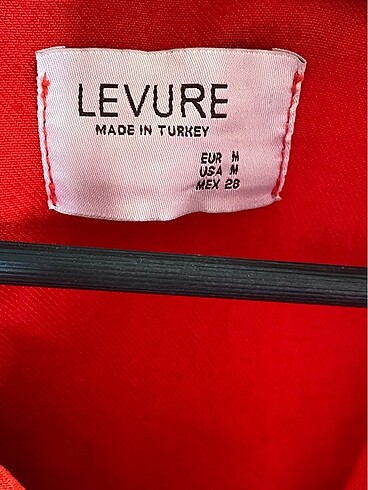 LEVURE
MADE IN TURKEY
EUR M
USA M
MEX 28